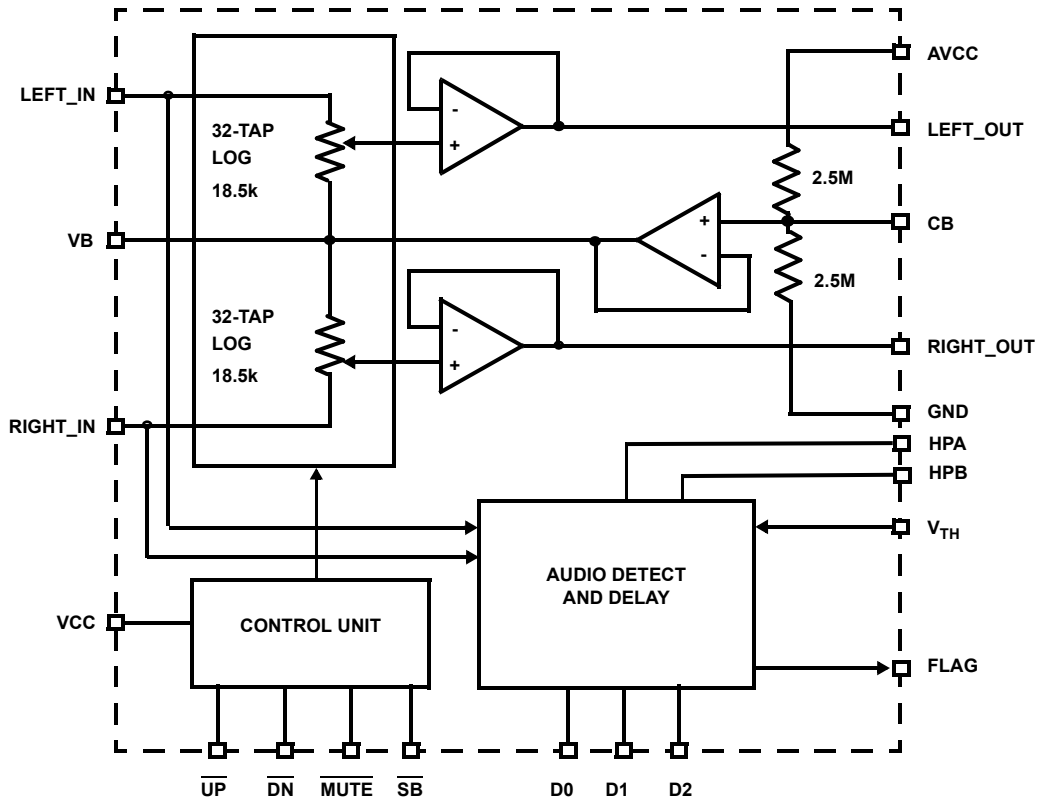 AVCC
LEFT_IN
32-TAP
LOG
18.5k
-
+
LEFT_OUT
2.5M
VB
+
-
CB
2.5M
32-TAP
LOG
18.5k
-
+
RIGHT_OUT
RIGHT_IN
GND
HPA
HPB
VTH
AUDIO DETECT
AND DELAY
VCC
CONTROL UNIT
FLAG
UP DN MUTE SB D0 D1 D2